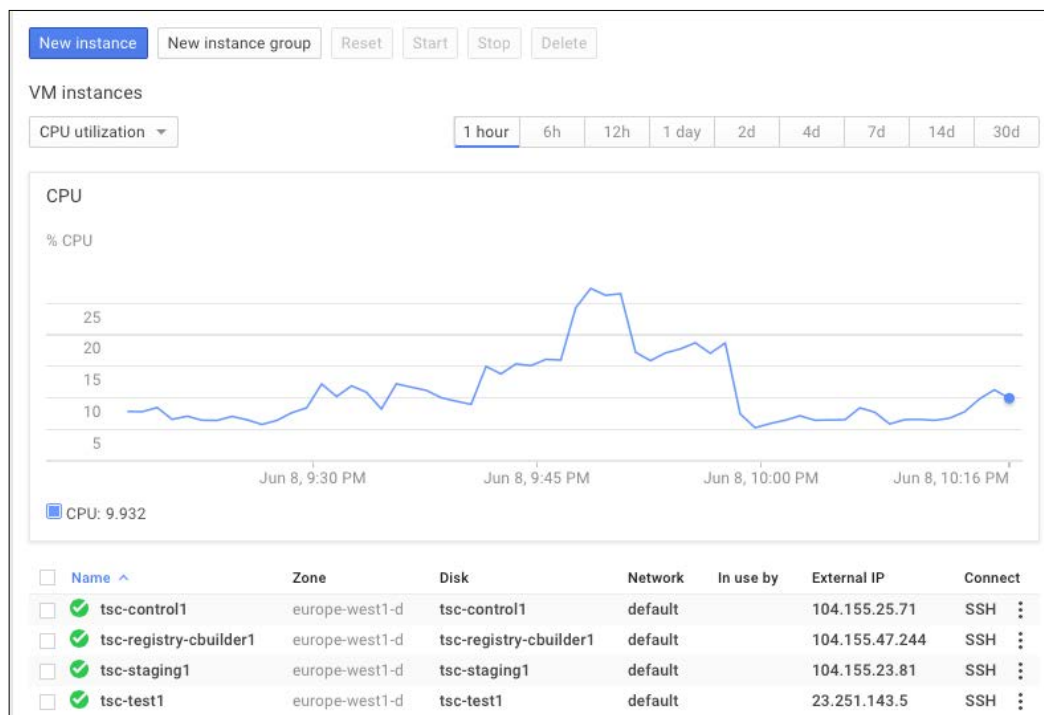 New instance New instance group Reset Start Stop Delete
VM instances
CPU utilization 1 hour 6h 12h 1 day 2d 4d 7d 14d 30d
CPU
% CPU
25
20
15
10
5
Jun 8, 9:30 PM Jun 8, 9:45 PM Jun 8, 10:00 PM Jun 8, 10:16 PM
CPU: 9.932
Name Zone Disk Network In use by External IP Connect
tsc-control1 europe-west1-d tsc-control1 default 104.155.25.71 SSH
tsc-registry-cbuilder1 europe-west1-d tsc-registry-cbuilder1 default 104.155.47.244 SSH
tsc-staging1 europe-west1-d tsc-staging1 default 104.155.23.81 SSH
tsc-test1 europe-west1-d tsc-test1 default 23.251.143.5 SSH